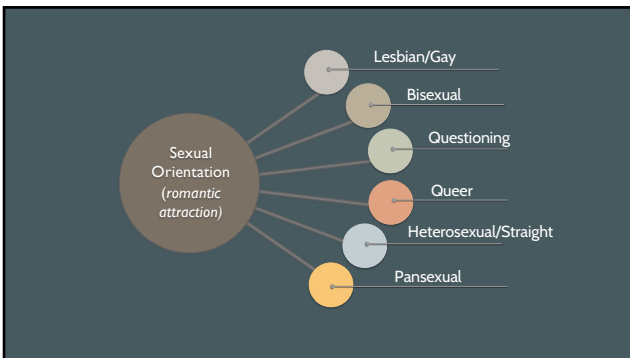 Sexual
Orientation
(romantic
attraction)
Lesbian/Gay
Bisexual
Questioning
Queer
Heterosexual/Straight
Pansexual